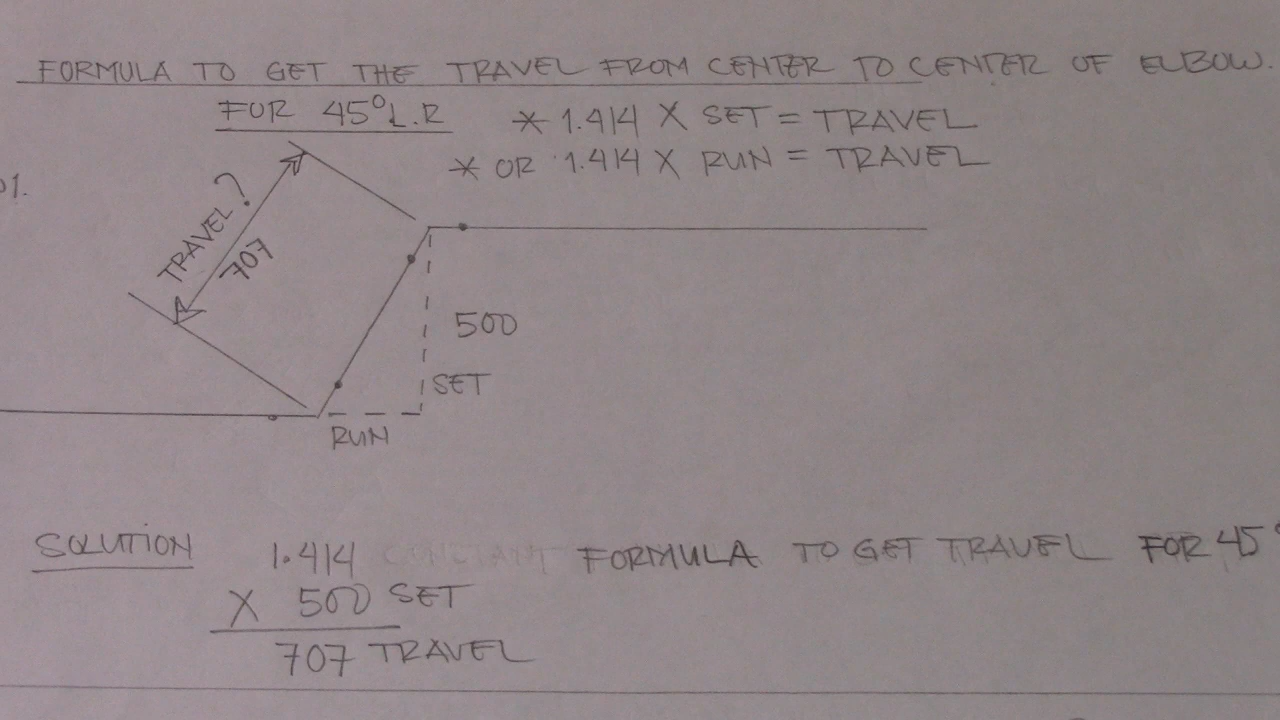 FORMULA TO GET THE TRAVEL FROM CENTER TO CENTER OF ELBOW.
FOR 45° L.R
* 1.414 X SET = TRAVEL
* OR 1.414 X RUN = TRAVEL
1.
TRAVEL ?
707
500
SET
RUN
SOLUTION
1.414 CONSTANT FORMULA TO GET TRAVEL FOR 45°
X 500 SET
707 TRAVEL